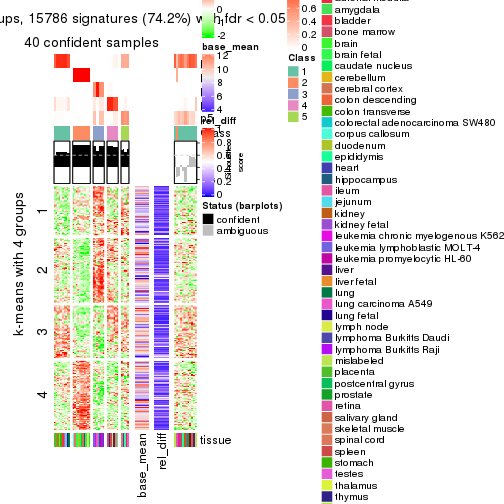 ups, 15786 signatures (74.2%) with fdr < 0.05
40 confident samples
0
-2
base_mean
12
10
8
6
4
rel_diff
1
0.8
0.6
0.4
0.2
0
Status (barplots)
confident
ambiguous
score
0.6
0.4
0.2
0
Class
1
2
3
4
5
k-means with 4 groups
1
2
3
4
base_mean
rel_diff
tissue
amygdala
bladder
bone marrow
brain
brain fetal
caudate nucleus
cerebellum
cerebral cortex
colon descending
colon transverse
colorectal adenocarcinoma SW480
corpus callosum
duodenum
epididymis
heart
hippocampus
ileum
jejunum
kidney
kidney fetal
leukemia chronic myelogenous K562
leukemia lymphoblastic MOLT-4
leukemia promyelocytic HL-60
liver
liver fetal
lung
lung carcinoma A549
lung fetal
lymph node
lymphoma Burkitts Daudi
lymphoma Burkitts Raji
mislabeled
placenta
postcentral gyrus
prostate
retina
salivary gland
skeletal muscle
spinal cord
spleen
stomach
testes
thalamus
thymus